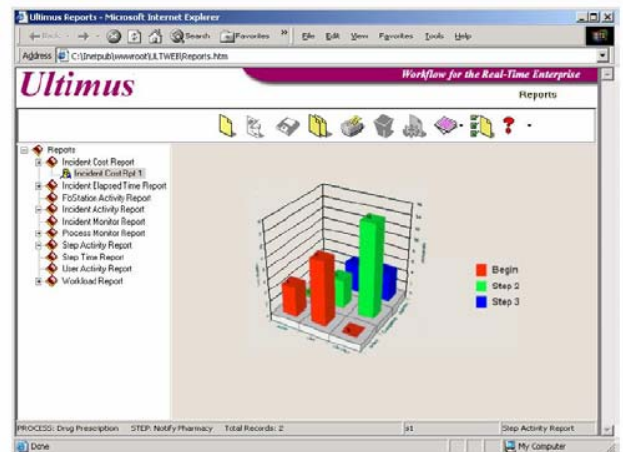 Ultimus Reports - Microsoft Internet Explorer
Back Search Favorites » File Edit View Favorites Tools Help
Address C:\Inetpub\wwwroot\ULTWEB\Reports.htm
Ultimus
Workflow for the Real-Time Enterprise
Reports
Reports
Incident Cost Report
Incident Cost Rpt 1
Incident Elapsed Time Report
FoStation Activity Report
Incident Activity Report
Incident Monitor Report
Process Monitor Report
Step Activity Report
Step Time Report
User Activity Report
Workload Report
Begin
Step 2
Step 3
PROCESS: Drug Prescription STEP: Notify Pharmacy Total Records: 2 Step Activity Report
Done My Computer